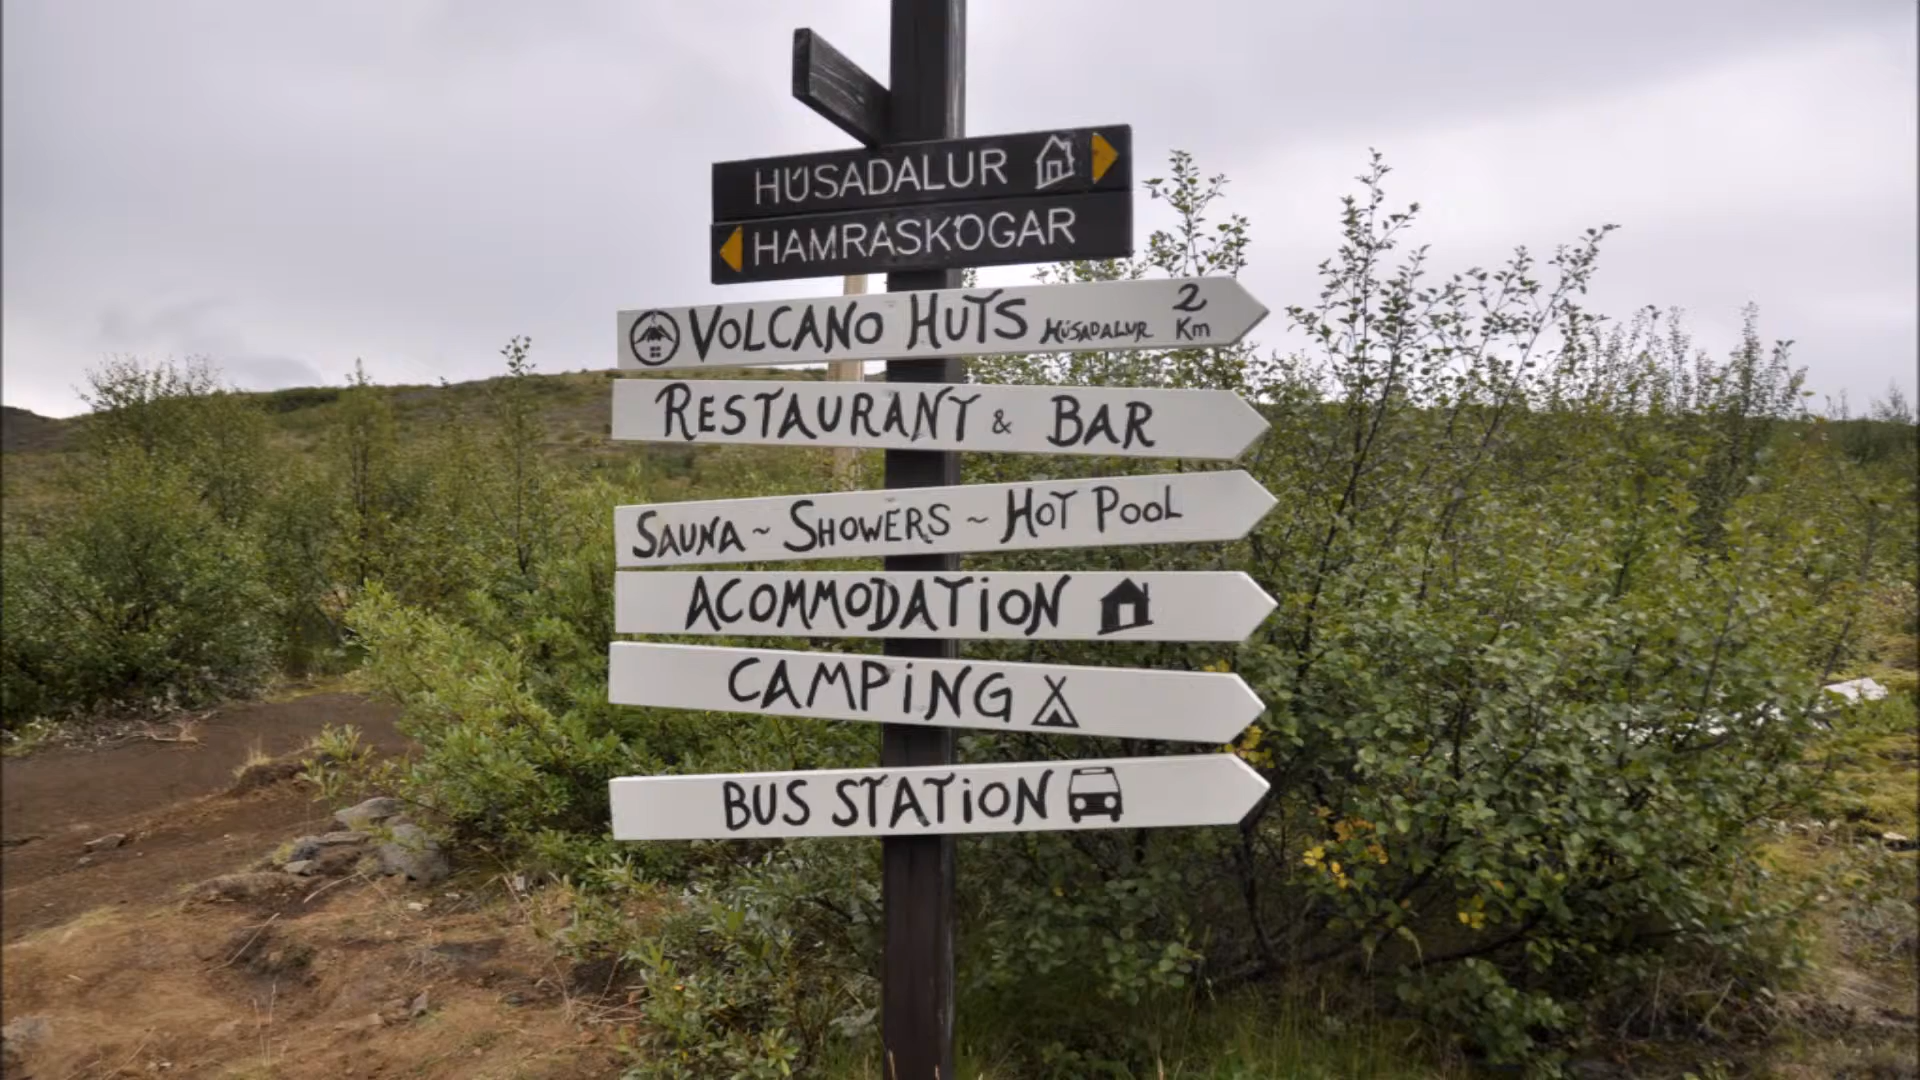 HÚSADALUR
HAMRASKÓGAR
VOLCANO HUTS HÚSADALUR 2 Km
RESTAURANT & BAR
SAUNA ~ SHOWERS ~ HOT POOL
ACOMMODATION
CAMPING
BUS STATION